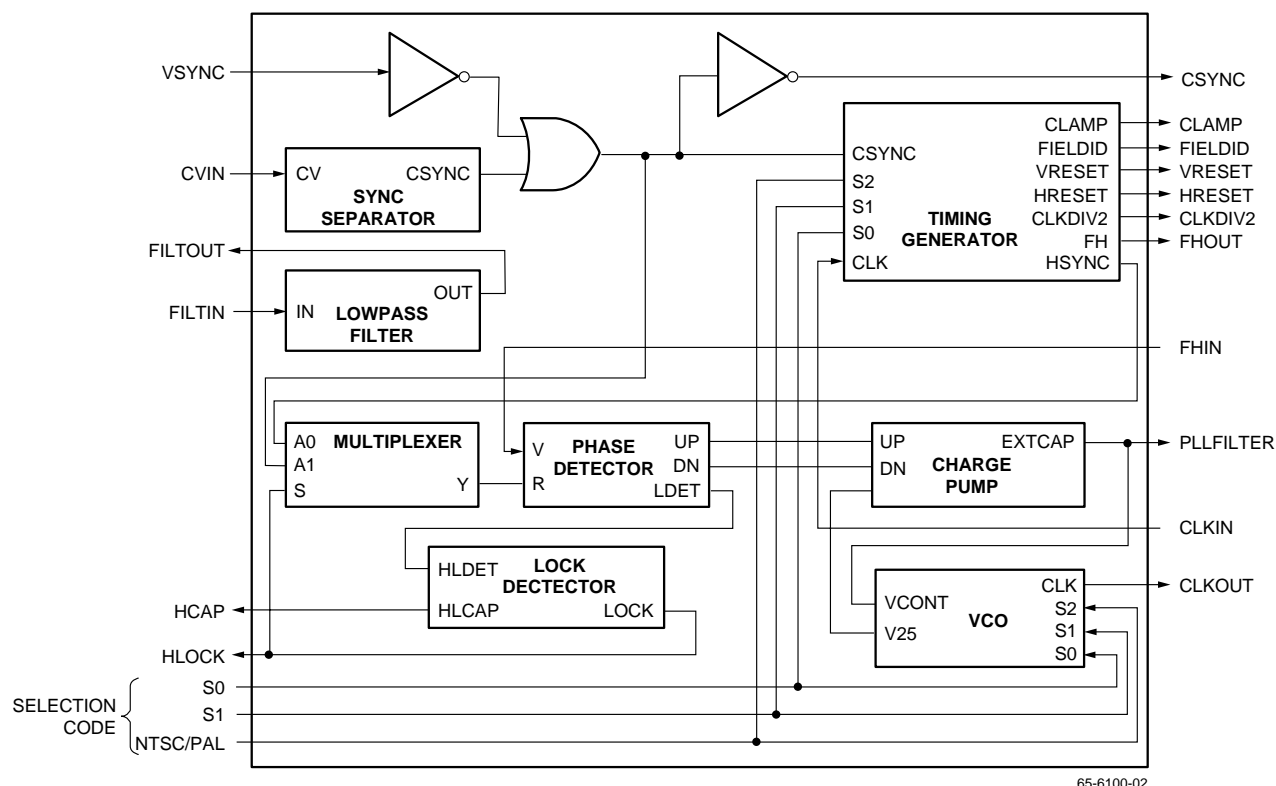 VSYNC
CSYNC
CVIN
CV
CSYNC
SYNC
SEPARATOR
CSYNC
S2
S1
S0
CLK
TIMING
GENERATOR
CLAMP
FIELDID
VRESET
HRESET
CLKDIV2
FH
HSYNC
CLAMP
FIELDID
VRESET
HRESET
CLKDIV2
FHOUT
FILTOUT
FILTIN
IN
OUT
LOWPASS
FILTER
FHIN
A0
A1
S
MULTIPLEXER
Y
V
R
PHASE
DETECTOR
UP
DN
LDET
UP
DN
EXTCAP
CHARGE
PUMP
PLLFILTER
CLKIN
HLDET
HLCAP
LOCK
DECTECTOR
LOCK
HCAP
HLOCK
VCONT
V25
VCO
CLK
S2
S1
S0
CLKOUT
SELECTION
CODE
S0
S1
NTSC/PAL
65-6100-02